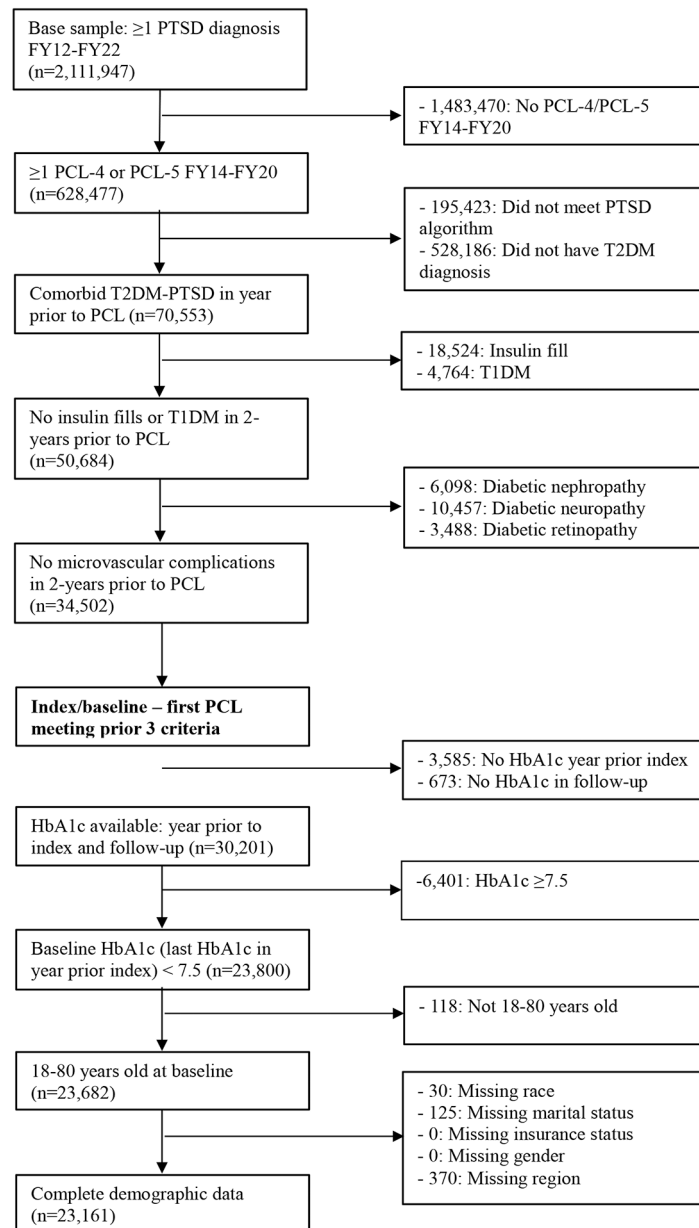 Base sample: ≥1 PTSD diagnosis
FY12-FY22
(n=2,111,947)
- 1,483,470: No PCL-4/PCL-5
FY14-FY20
≥1 PCL-4 or PCL-5 FY14-FY20
(n=628,477)
- 195,423: Did not meet PTSD
algorithm
- 528,186: Did not have T2DM
diagnosis
Comorbid T2DM-PTSD in year
prior to PCL (n=70,553)
- 18,524: Insulin fill
- 4,764: T1DM
No insulin fills or T1DM in 2-
years prior to PCL
(n=50,684)
- 6,098: Diabetic nephropathy
- 10,457: Diabetic neuropathy
- 3,488: Diabetic retinopathy
No microvascular complications
in 2-years prior to PCL
(n=34,502)
Index/baseline – first PCL
meeting prior 3 criteria
- 3,585: No HbA1c year prior index
- 673: No HbA1c in follow-up
HbA1c available: year prior to
index and follow-up (n=30,201)
-6,401: HbA1c ≥7.5
Baseline HbA1c (last HbA1c in
year prior index) < 7.5 (n=23,800)
- 118: Not 18-80 years old
18-80 years old at baseline
(n=23,682)
- 30: Missing race
- 125: Missing marital status
- 0: Missing insurance status
- 0: Missing gender
- 370: Missing region
Complete demographic data
(n=23,161)